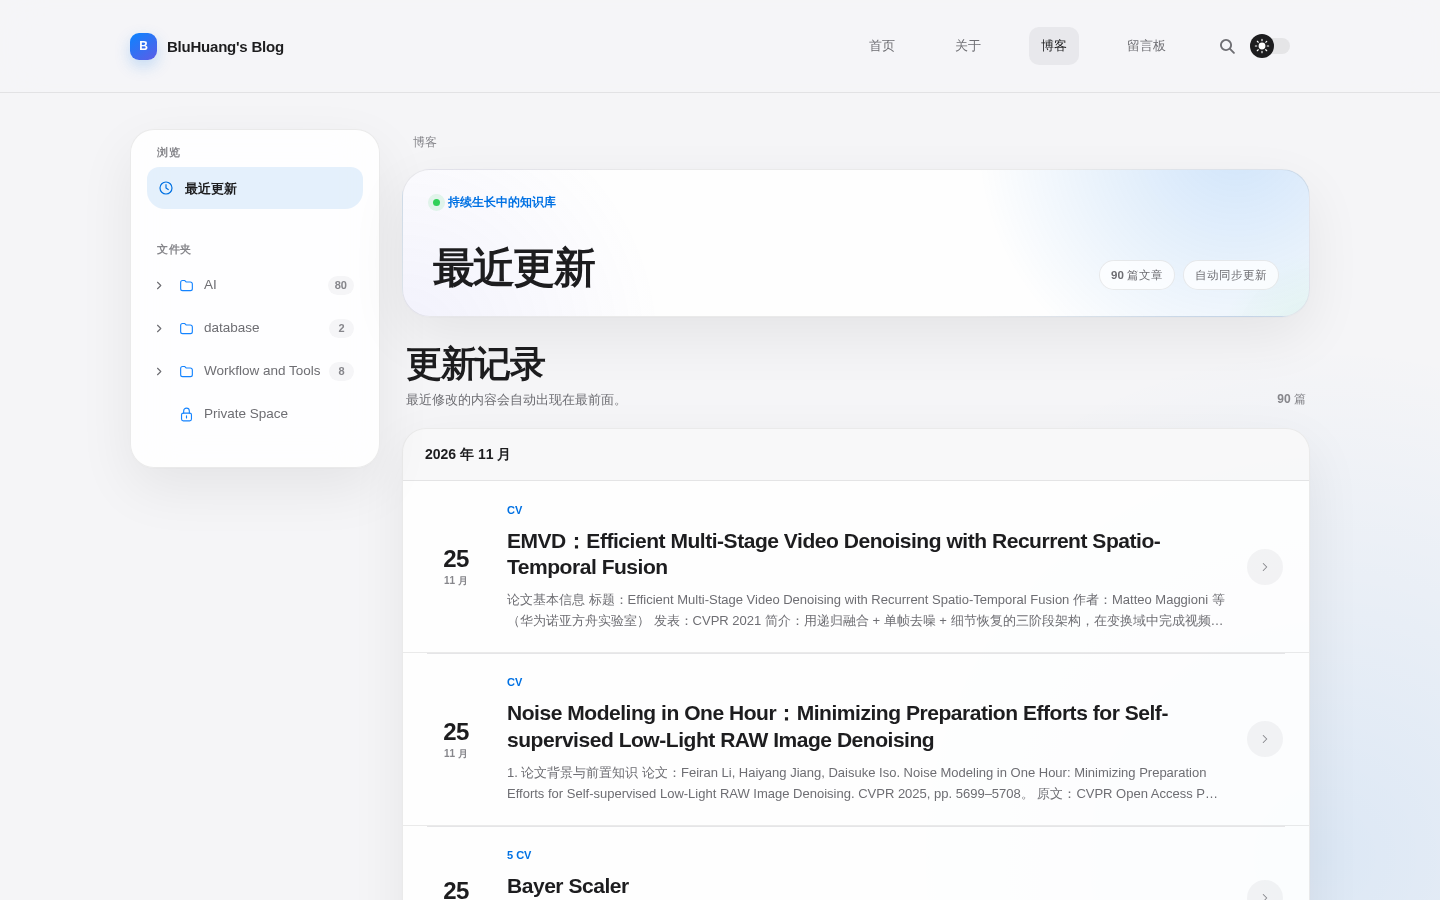 B BluHuang's Blog
首页 关于 博客 留言板
浏览
最近更新
文件夹
AI 80
database 2
Workflow and Tools 8
Private Space
博客
持续生长中的知识库
最近更新
90 篇文章 自动同步更新
更新记录
最近修改的内容会自动出现在最前面。
90 篇
2026 年 11 月
CV
25
11 月
EMVD：Efficient Multi-Stage Video Denoising with Recurrent Spatio-
Temporal Fusion
论文基本信息 标题：Efficient Multi-Stage Video Denoising with Recurrent Spatio-Temporal Fusion 作者：Matteo Maggioni 等
（华为诺亚方舟实验室） 发表：CVPR 2021 简介：用递归融合 + 单帧去噪 + 细节恢复的三阶段架构，在变换域中完成视频…
CV
25
11 月
Noise Modeling in One Hour：Minimizing Preparation Efforts for Self-
supervised Low-Light RAW Image Denoising
1. 论文背景与前置知识 论文：Feiran Li, Haiyang Jiang, Daisuke Iso. Noise Modeling in One Hour: Minimizing Preparation
Efforts for Self-supervised Low-Light RAW Image Denoising. CVPR 2025, pp. 5699–5708。 原文：CVPR Open Access P…
5 CV
25
Bayer Scaler